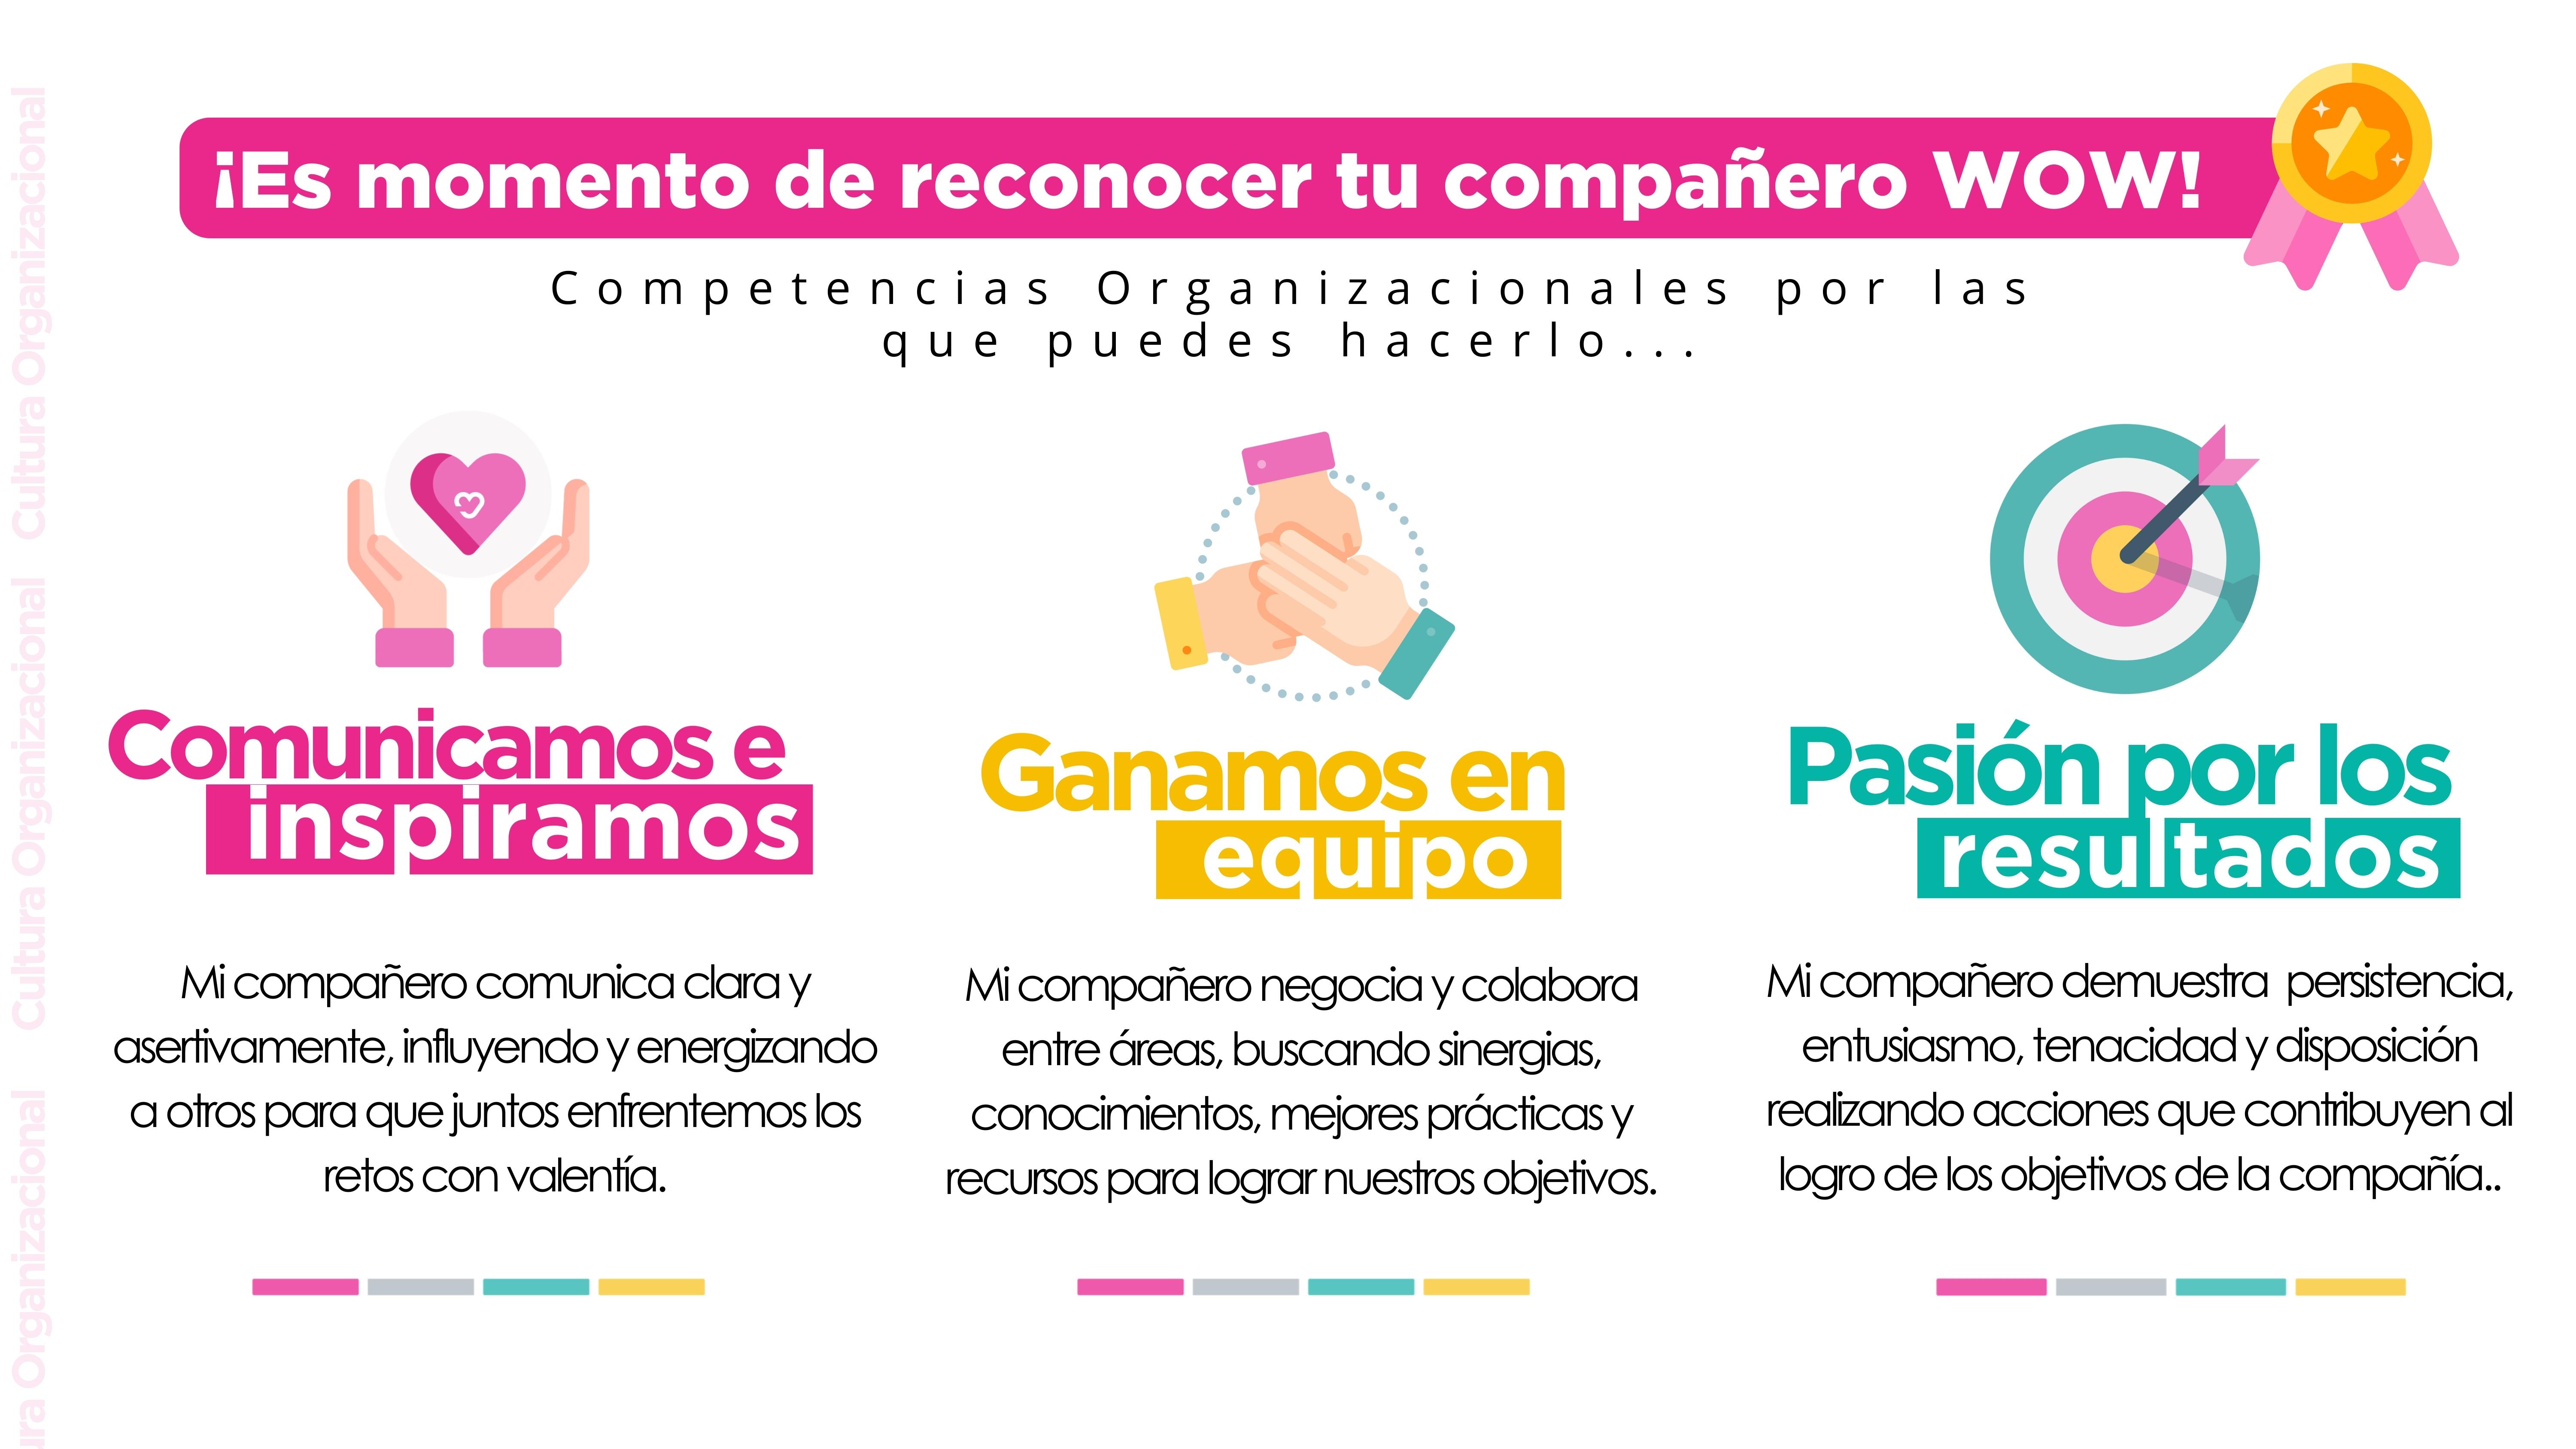 ¡Es momento de reconocer tu compañero WOW!
Competencias Organizacionales por las
que puedes hacerlo...
Comunicamos e
inspiramos
Mi compañero comunica clara y
asertivamente, influyendo y energizando
a otros para que juntos enfrentemos los
retos con valentía.
Ganamos en
equipo
Mi compañero negocia y colabora
entre áreas, buscando sinergias,
conocimientos, mejores prácticas y
recursos para lograr nuestros objetivos.
Pasión por los
resultados
Mi compañero demuestra  persistencia,
entusiasmo, tenacidad y disposición
realizando acciones que contribuyen al
logro de los objetivos de la compañía..
ura Organizacional
Cultura Organizacional
Cultura Organizacional